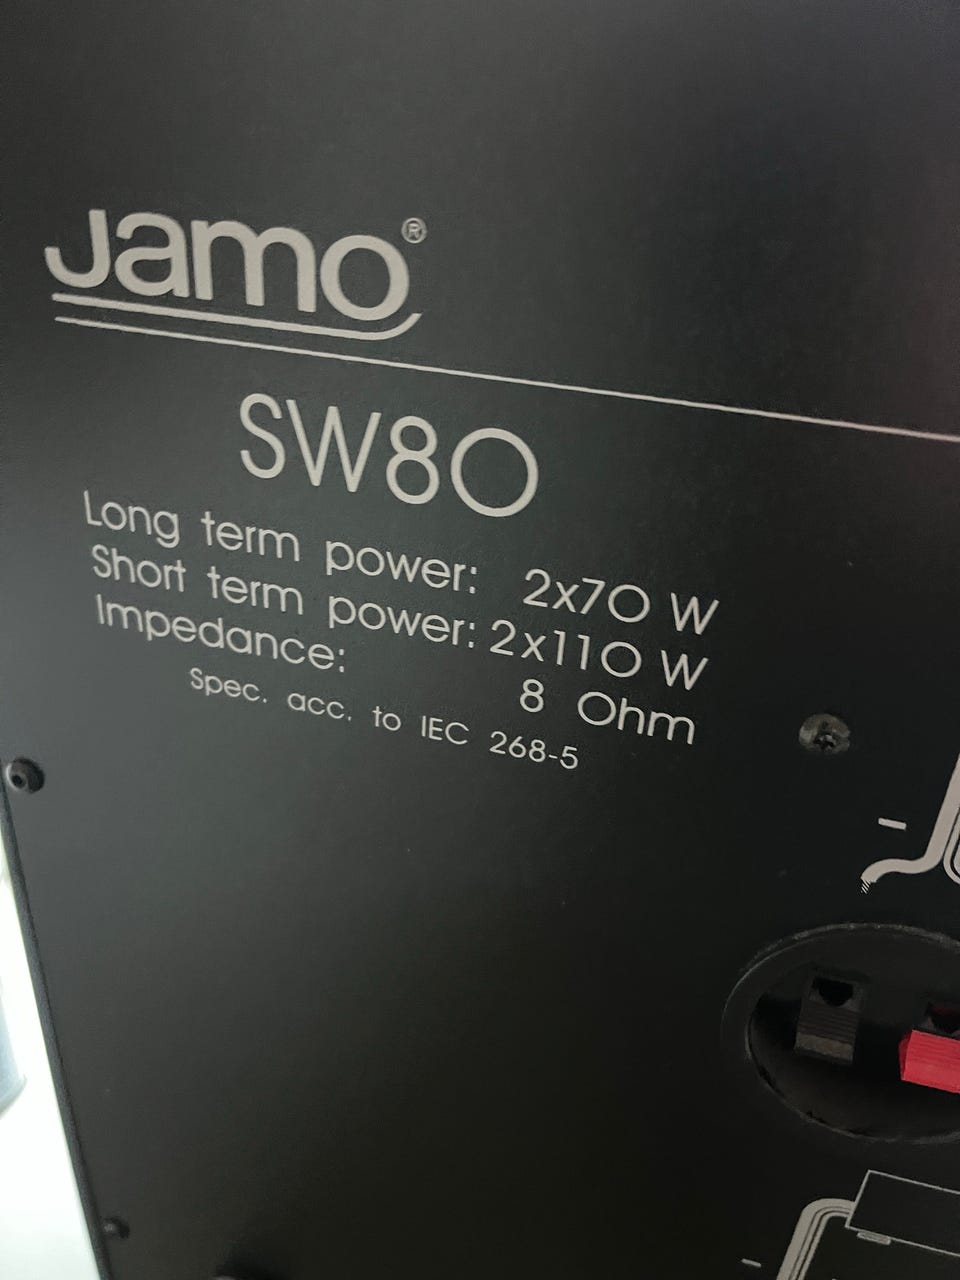 Jamo®
SW80
Long term power: 2x70 W
Short term power: 2x110 W
Impedance: 8 Ohm
Spec. acc. to IEC 268-5
-
-